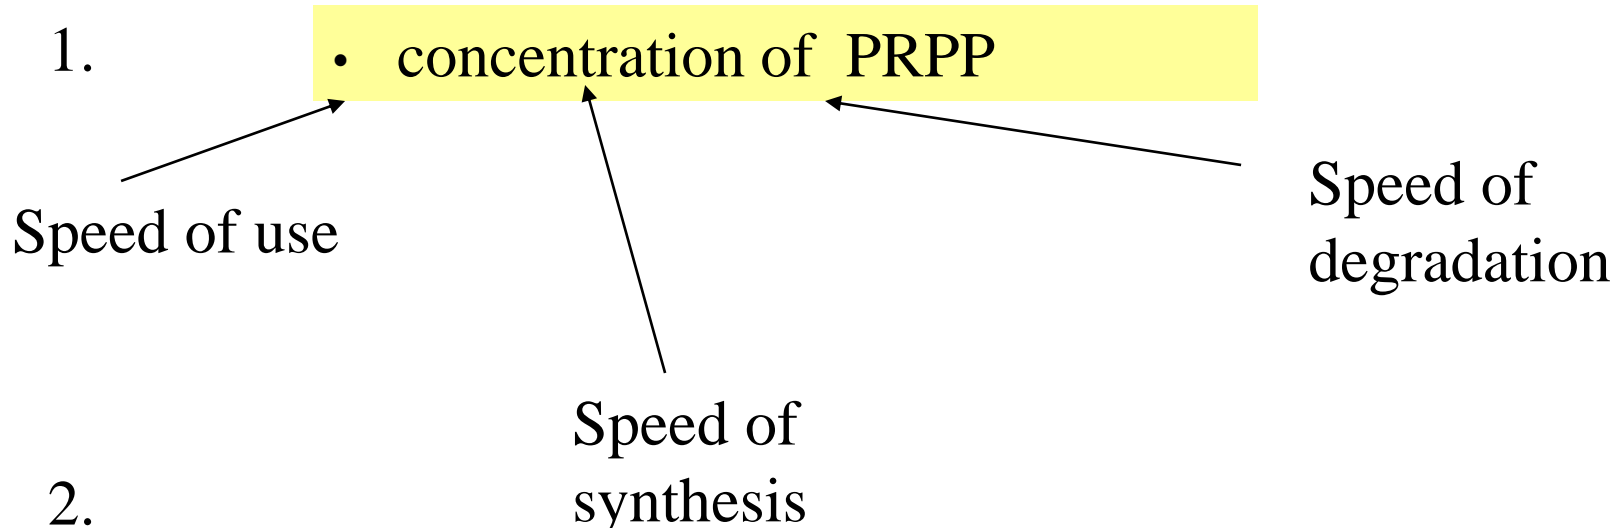 1. • concentration of PRPP
Speed of use
Speed of
degradation
Speed of
synthesis
2.